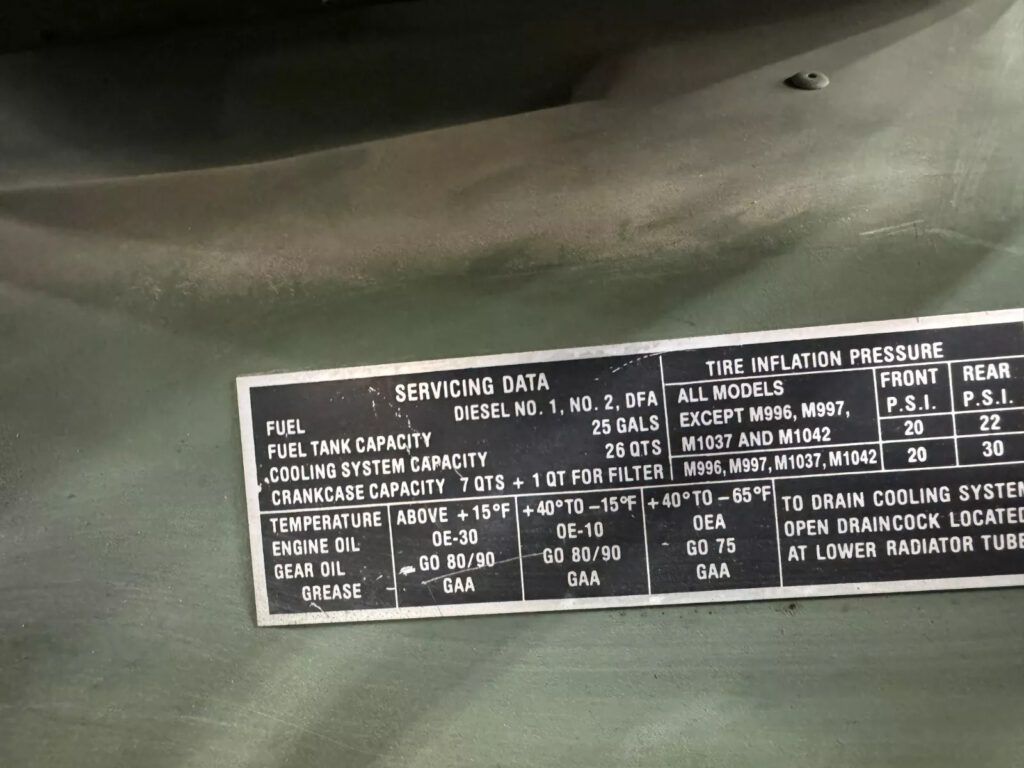 SERVICING DATA
FUEL DIESEL NO. 1, NO. 2, DFA
FUEL TANK CAPACITY 25 GALS
COOLING SYSTEM CAPACITY 26 QTS
CRANKCASE CAPACITY 7 QTS + 1 QT FOR FILTER
TIRE INFLATION PRESSURE
ALL MODELS
EXCEPT M996, M997,
M1037 AND M1042
FRONT
P.S.I.
REAR
P.S.I.
20 22
M996, M997, M1037, M1042 20 30
TEMPERATURE ABOVE +15°F +40°TO –15°F +40°TO –65°F
ENGINE OIL OE-30 OE-10 OEA
GEAR OIL GO 80/90 GO 80/90 GO 75
GREASE GAA GAA GAA
TO DRAIN COOLING SYSTEM
OPEN DRAINCOCK LOCATED
AT LOWER RADIATOR TUBE